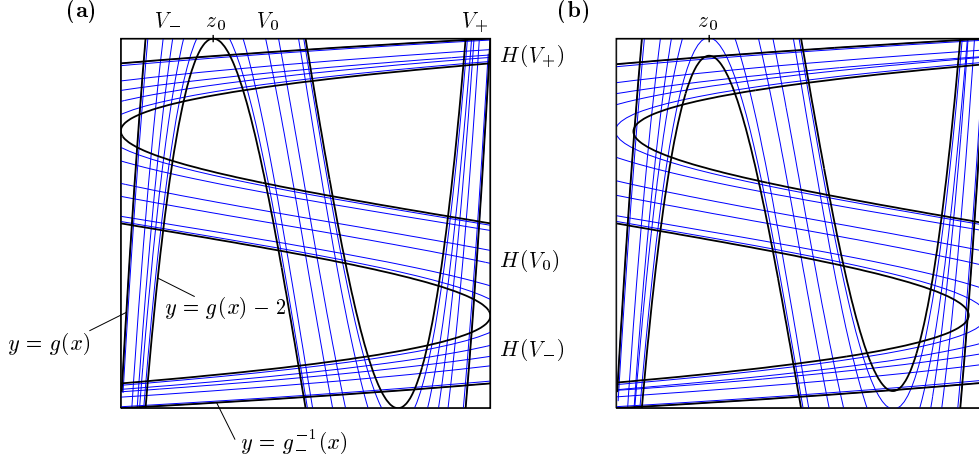 (a) V₋ z₀ V₀ V₊ (b) z₀
H(V₊)
H(V₀)
y = g(x) − 2
y = g(x)
H(V₋)
y = g₋⁻¹(x)